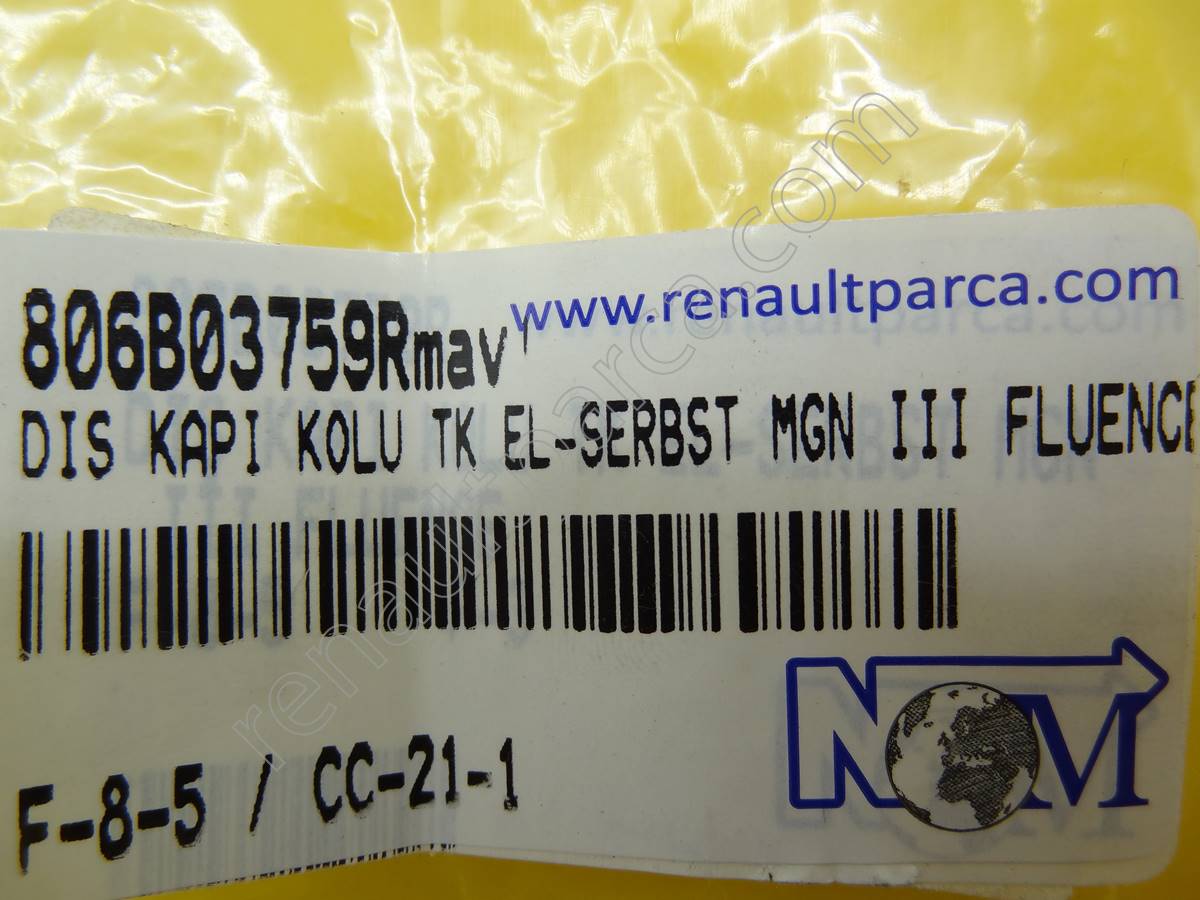 www.renaultparca.com
806B03759Rmav'
DIS KAPI KOLU TK EL-SERBST MGN III FLUENCE
F-8-5 / CC-21-1
NOM
renaultparca.com